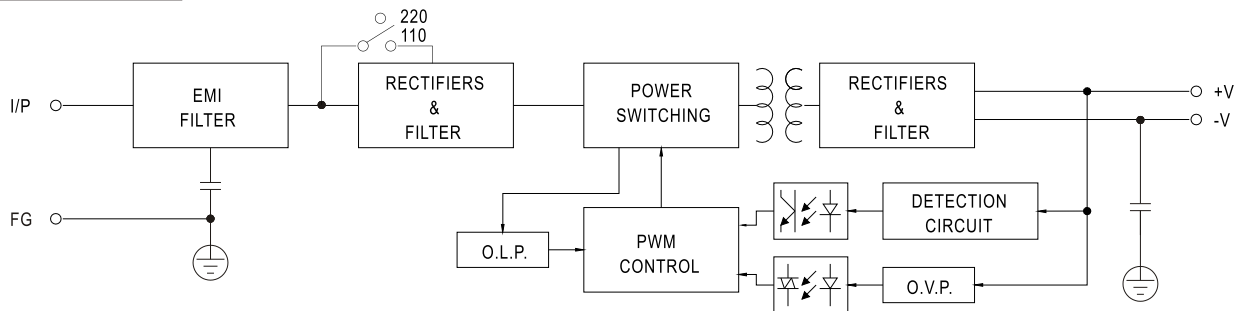 220
110
I/P
EMI
FILTER
RECTIFIERS
&
FILTER
POWER
SWITCHING
RECTIFIERS
&
FILTER
+V
-V
FG
O.L.P.
PWM
CONTROL
DETECTION
CIRCUIT
O.V.P.